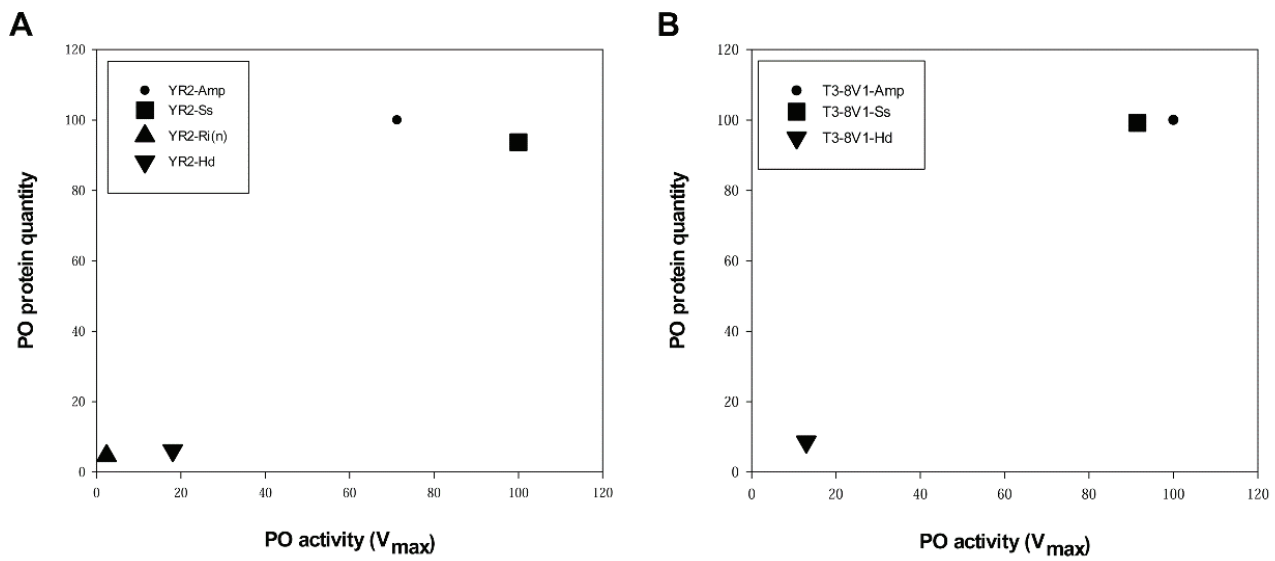 A
120
100
80
60
40
20
0
PO protein quantity
YR2-Amp
YR2-Ss
YR2-Ri(n)
YR2-Hd
0 20 40 60 80 100 120
PO activity (Vmax)
B
120
100
80
60
40
20
0
PO protein quantity
T3-8V1-Amp
T3-8V1-Ss
T3-8V1-Hd
0 20 40 60 80 100 120
PO activity (Vmax)